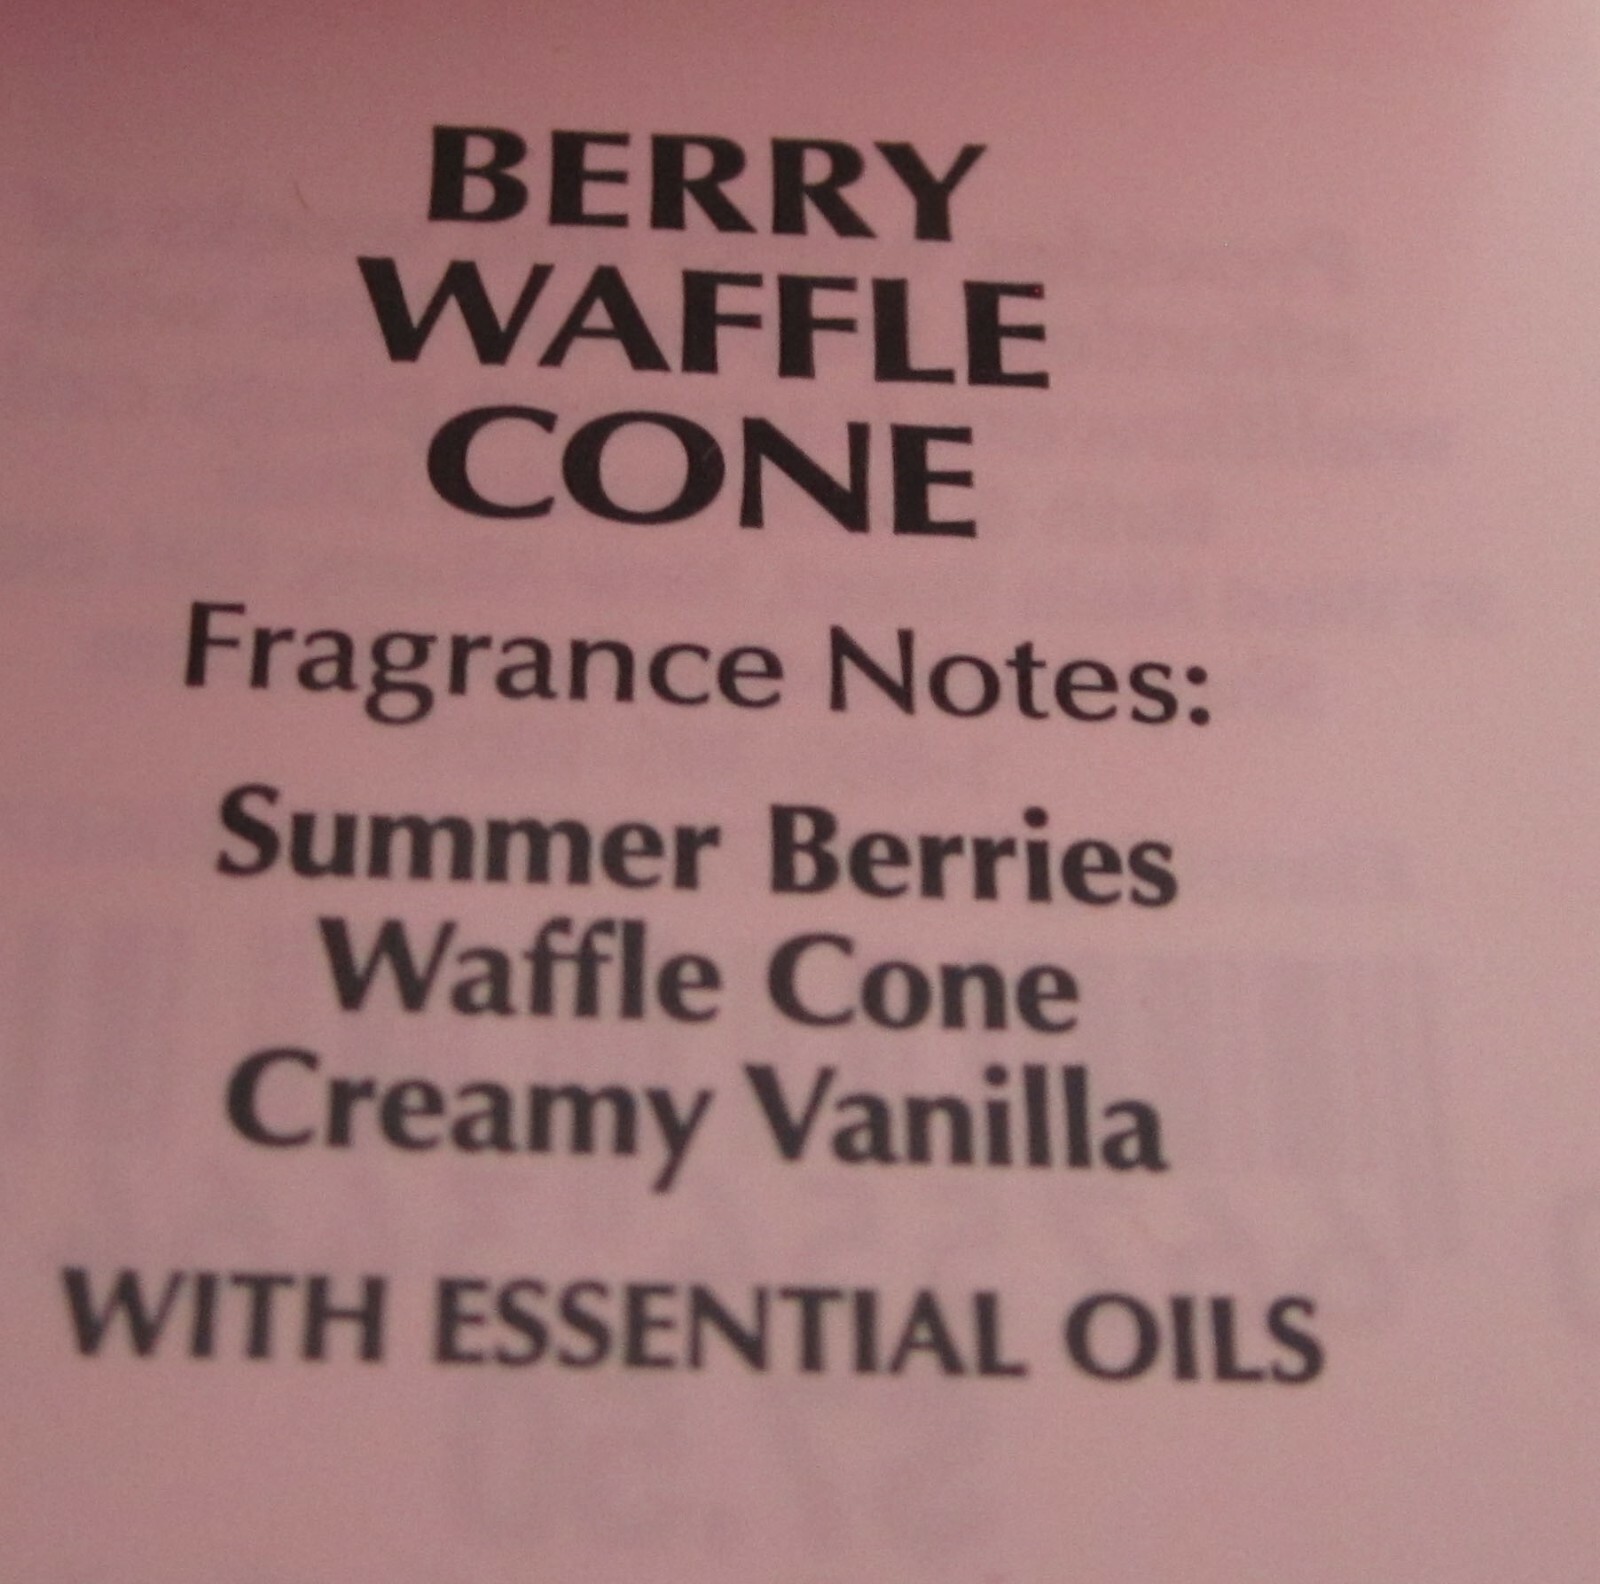 BERRY
WAFFLE
CONE
Fragrance Notes:
Summer Berries
Waffle Cone
Creamy Vanilla
WITH ESSENTIAL OILS